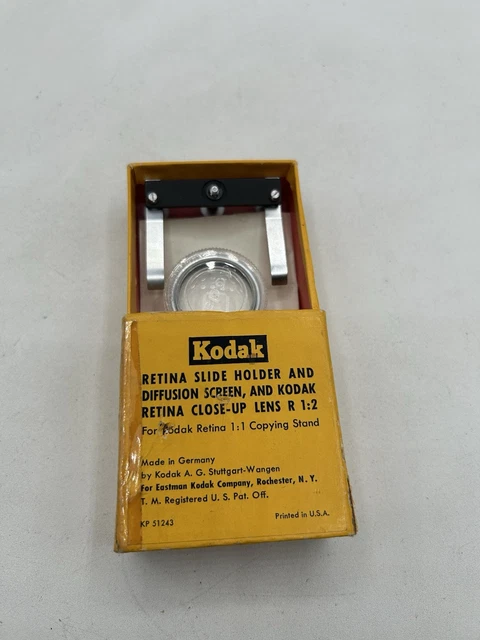 Kodak
RETINA SLIDE HOLDER AND
DIFFUSION SCREEN, AND KODAK
RETINA CLOSE-UP LENS R 1:2
For Kodak Retina 1:1 Copying Stand
Made in Germany
by Kodak A. G. Stuttgart-Wangen
For Eastman Kodak Company, Rochester, N. Y.
T. M. Registered U. S. Pat. Off.
KP 51243
Printed in U.S.A.